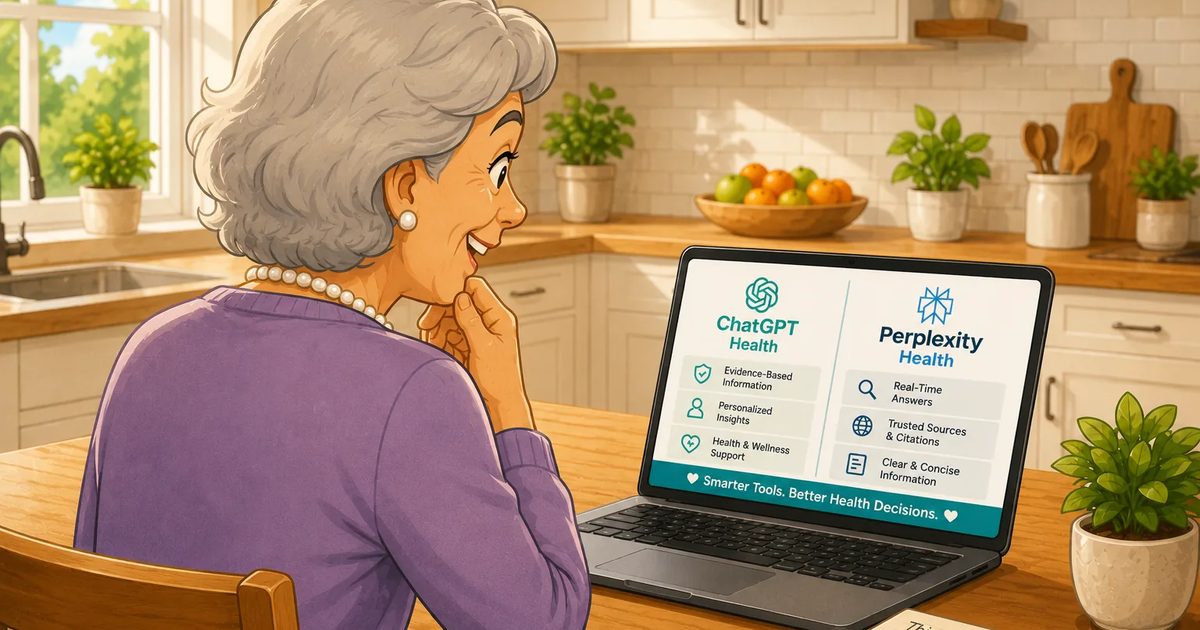 ChatGPT
Health
Evidence-Based
Information
Personalized
Insights
Health & Wellness
Support
Perplexity
Health
Real-Time
Answers
Trusted Sources
& Citations
Clear & Concise
Information
Smarter Tools. Better Health Decisions.